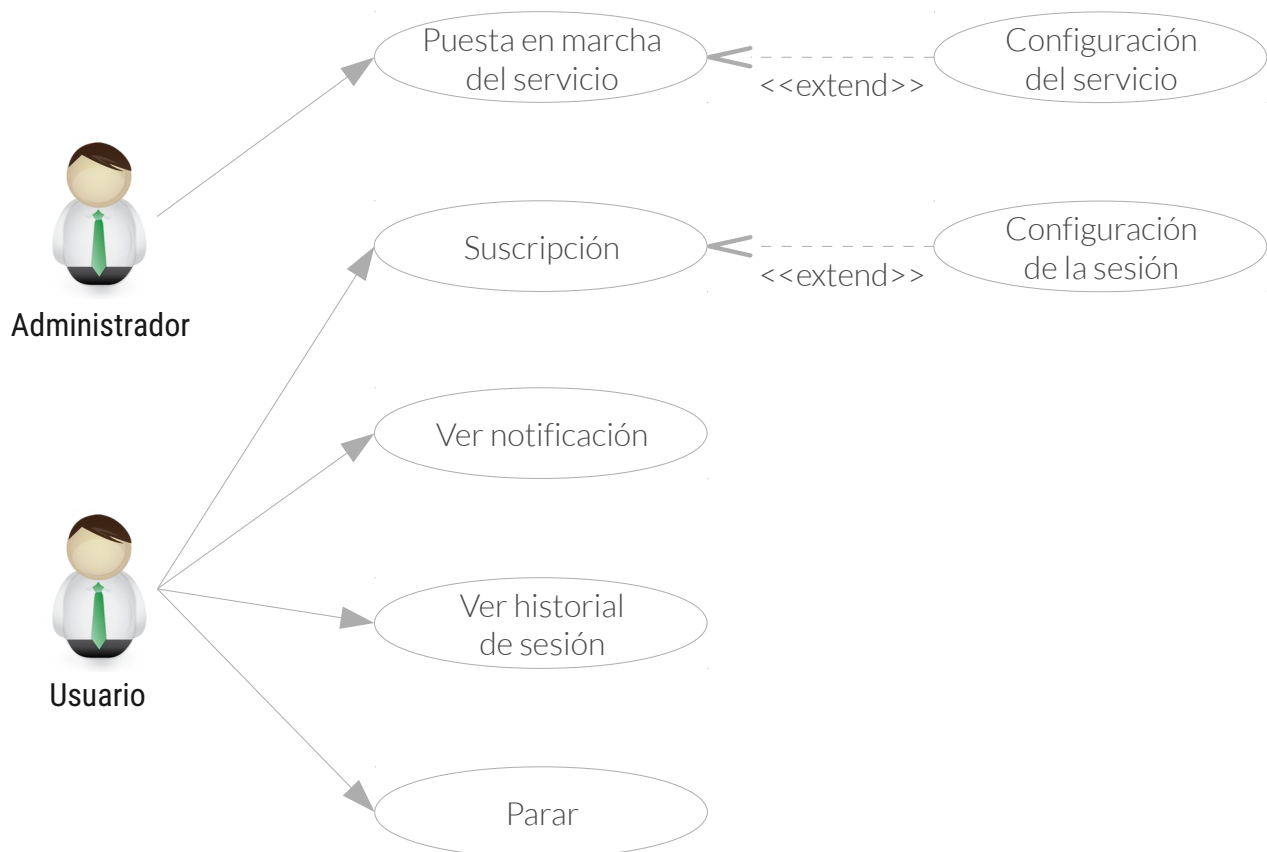 Puesta en marcha
del servicio
<<extend>>
Configuración
del servicio
Administrador
Suscripción
<<extend>>
Configuración
de la sesión
Ver notificación
Usuario
Ver historial
de sesión
Parar